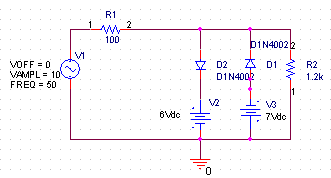 R1
1 2
100
D1N4002 2
V1
D2 D1 R2
D1N4002
1.2k
VOFF = 0
VAMPL = 10
FREQ = 50
1
V2
V3
6Vdc
7Vdc
0